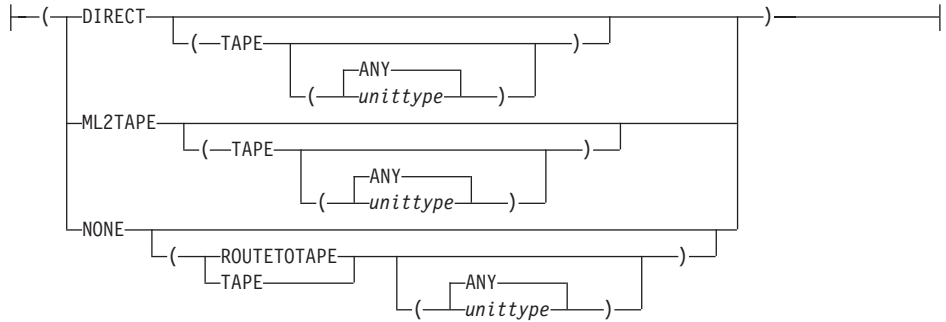 ( DIRECT )
( TAPE )
ANY
( unittype )
ML2TAPE
( TAPE )
ANY
( unittype )
NONE
( ROUTETOTAPE )
TAPE ANY
( unittype )